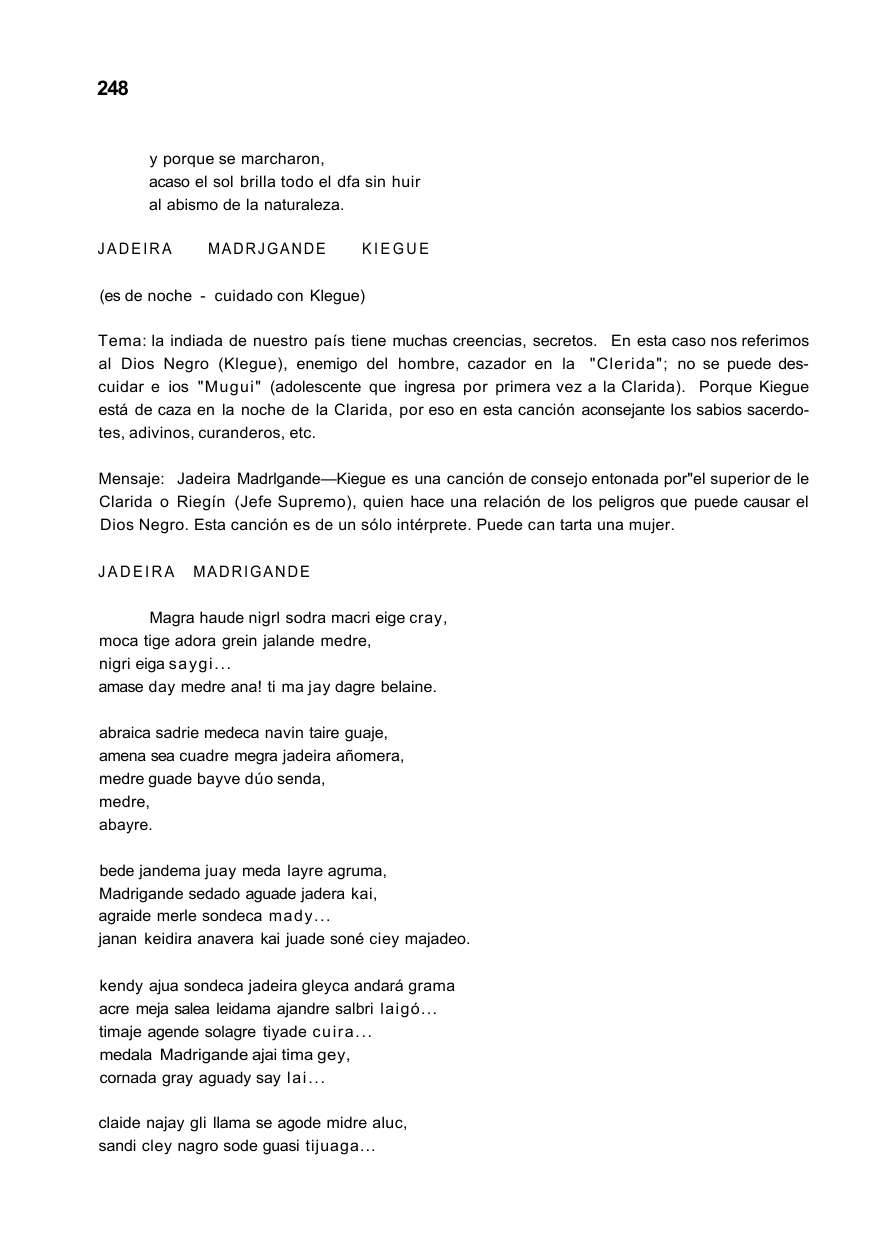 248
y porque se marcharon,
acaso el sol brilla todo el dfa sin huir
al abismo de la naturaleza.
JADEIRA MADRJGANDE KIEGUE
(es de noche - cuidado con Klegue)
Tema: la indiada de nuestro país tiene muchas creencias, secretos. En esta caso nos referimos
al Dios Negro (Klegue), enemigo del hombre, cazador en la "Clerida"; no se puede des-
cuidar e ios "Mugui" (adolescente que ingresa por primera vez a la Clarida). Porque Kiegue
está de caza en la noche de la Clarida, por eso en esta canción aconsejante los sabios sacerdo-
tes, adivinos, curanderos, etc.
Mensaje: Jadeira Madrlgande—Kiegue es una canción de consejo entonada por"el superior de le
Clarida o Riegín (Jefe Supremo), quien hace una relación de los peligros que puede causar el
Dios Negro. Esta canción es de un sólo intérprete. Puede can tarta una mujer.
JADEIRA MADRIGANDE
Magra haude nigrl sodra macri eige cray,
moca tige adora grein jalande medre,
nigri eiga saygi...
amase day medre ana! ti ma jay dagre belaine.
abraica sadrie medeca navin taire guaje,
amena sea cuadre megra jadeira añomera,
medre guade bayve dúo senda,
medre,
abayre.
bede jandema juay meda layre agruma,
Madrigande sedado aguade jadera kai,
agraide merle sondeca mady...
janan keidira anavera kai juade soné ciey majadeo.
kendy ajua sondeca jadeira gleyca andará grama
acre meja salea leidama ajandre salbri laigó...
timaje agende solagre tiyade cuira...
medala Madrigande ajai tima gey,
cornada gray aguady say lai...
claide najay gli llama se agode midre aluc,
sandi cley nagro sode guasi tijuaga...